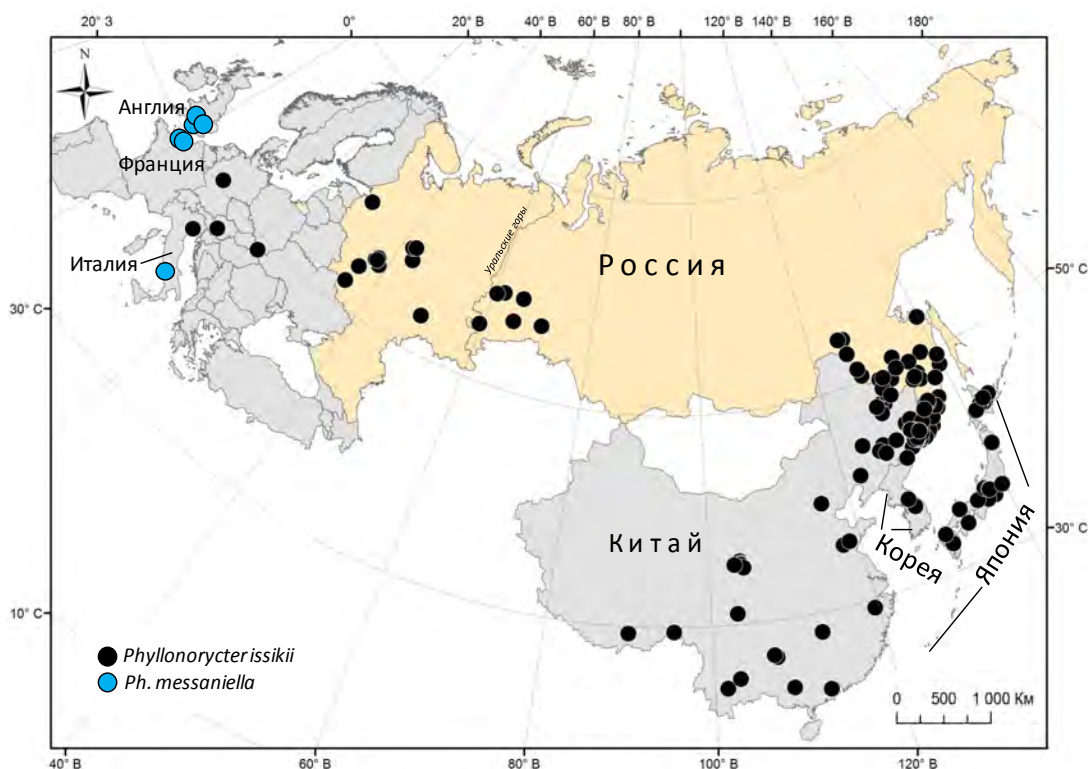 20° З 0° 20° В 40° В 60° В 80° В 100° В 120° В 140° В 160° В 180°
N
Англия
Франция
Италия
Уральские горы
Россия
50° С
30° С
Китай
Корея
Япония
30° С
10° С
Phyllonorycter issikii
Ph. messaniella
0 500 1 000 Км
40° В 60° В 80° В 100° В 120° В